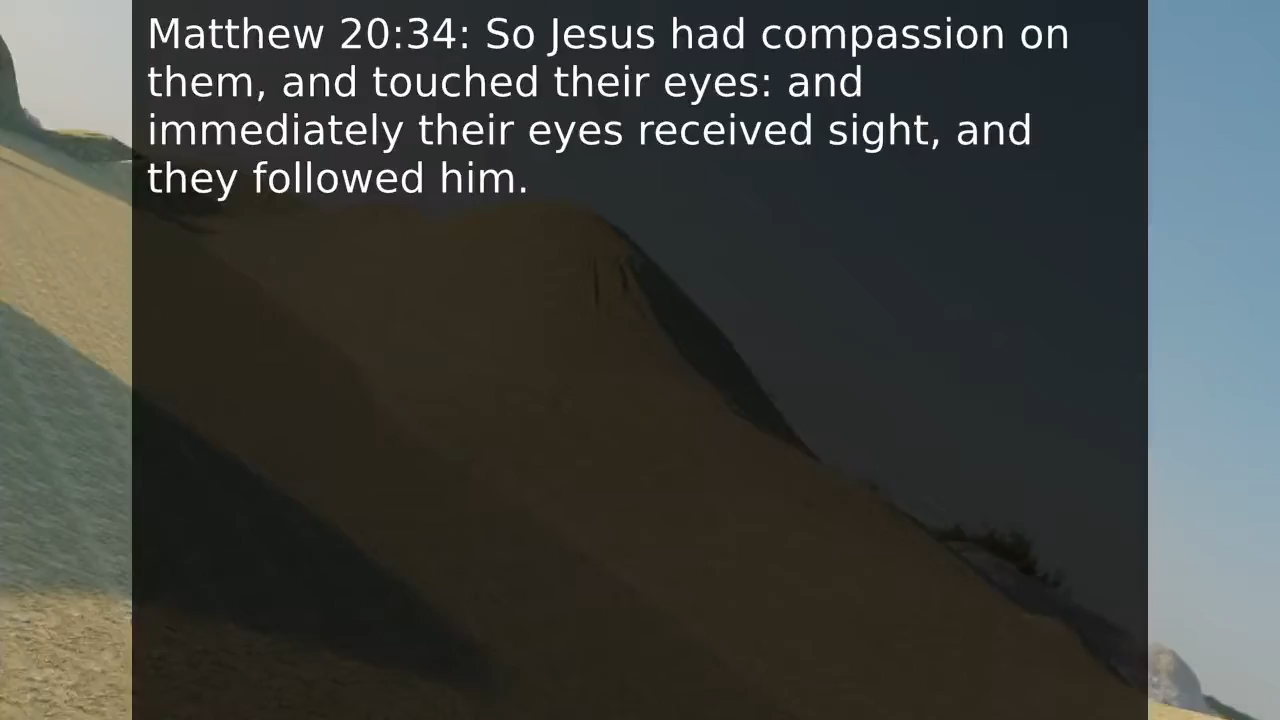 Matthew 20:34: So Jesus had compassion on
them, and touched their eyes: and
immediately their eyes received sight, and
they followed him.